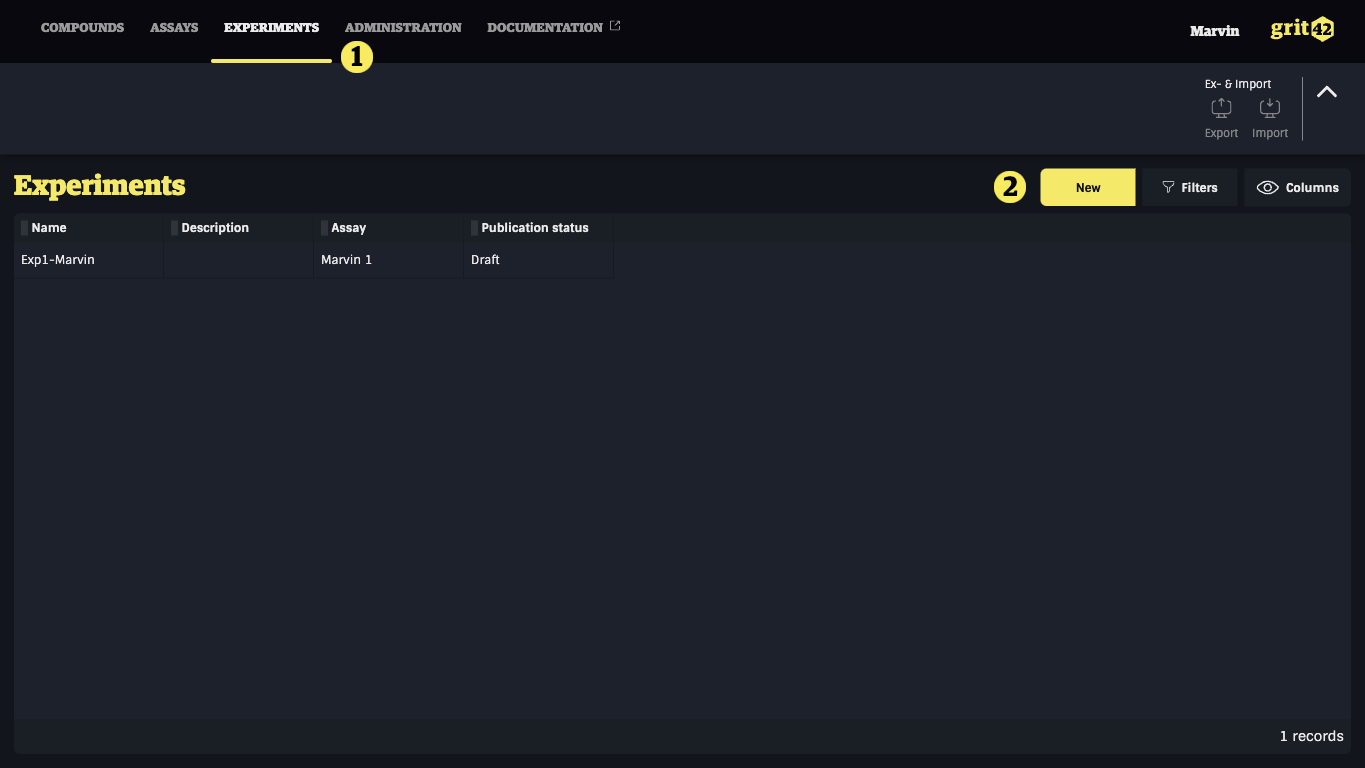 COMPOUNDS ASSAYS EXPERIMENTS ADMINISTRATION DOCUMENTATION
1
Marvin grit42
Ex- & Import
Export Import
Experiments
2 New Filters Columns
Name Description Assay Publication status
Exp1-Marvin Marvin 1 Draft
1 records